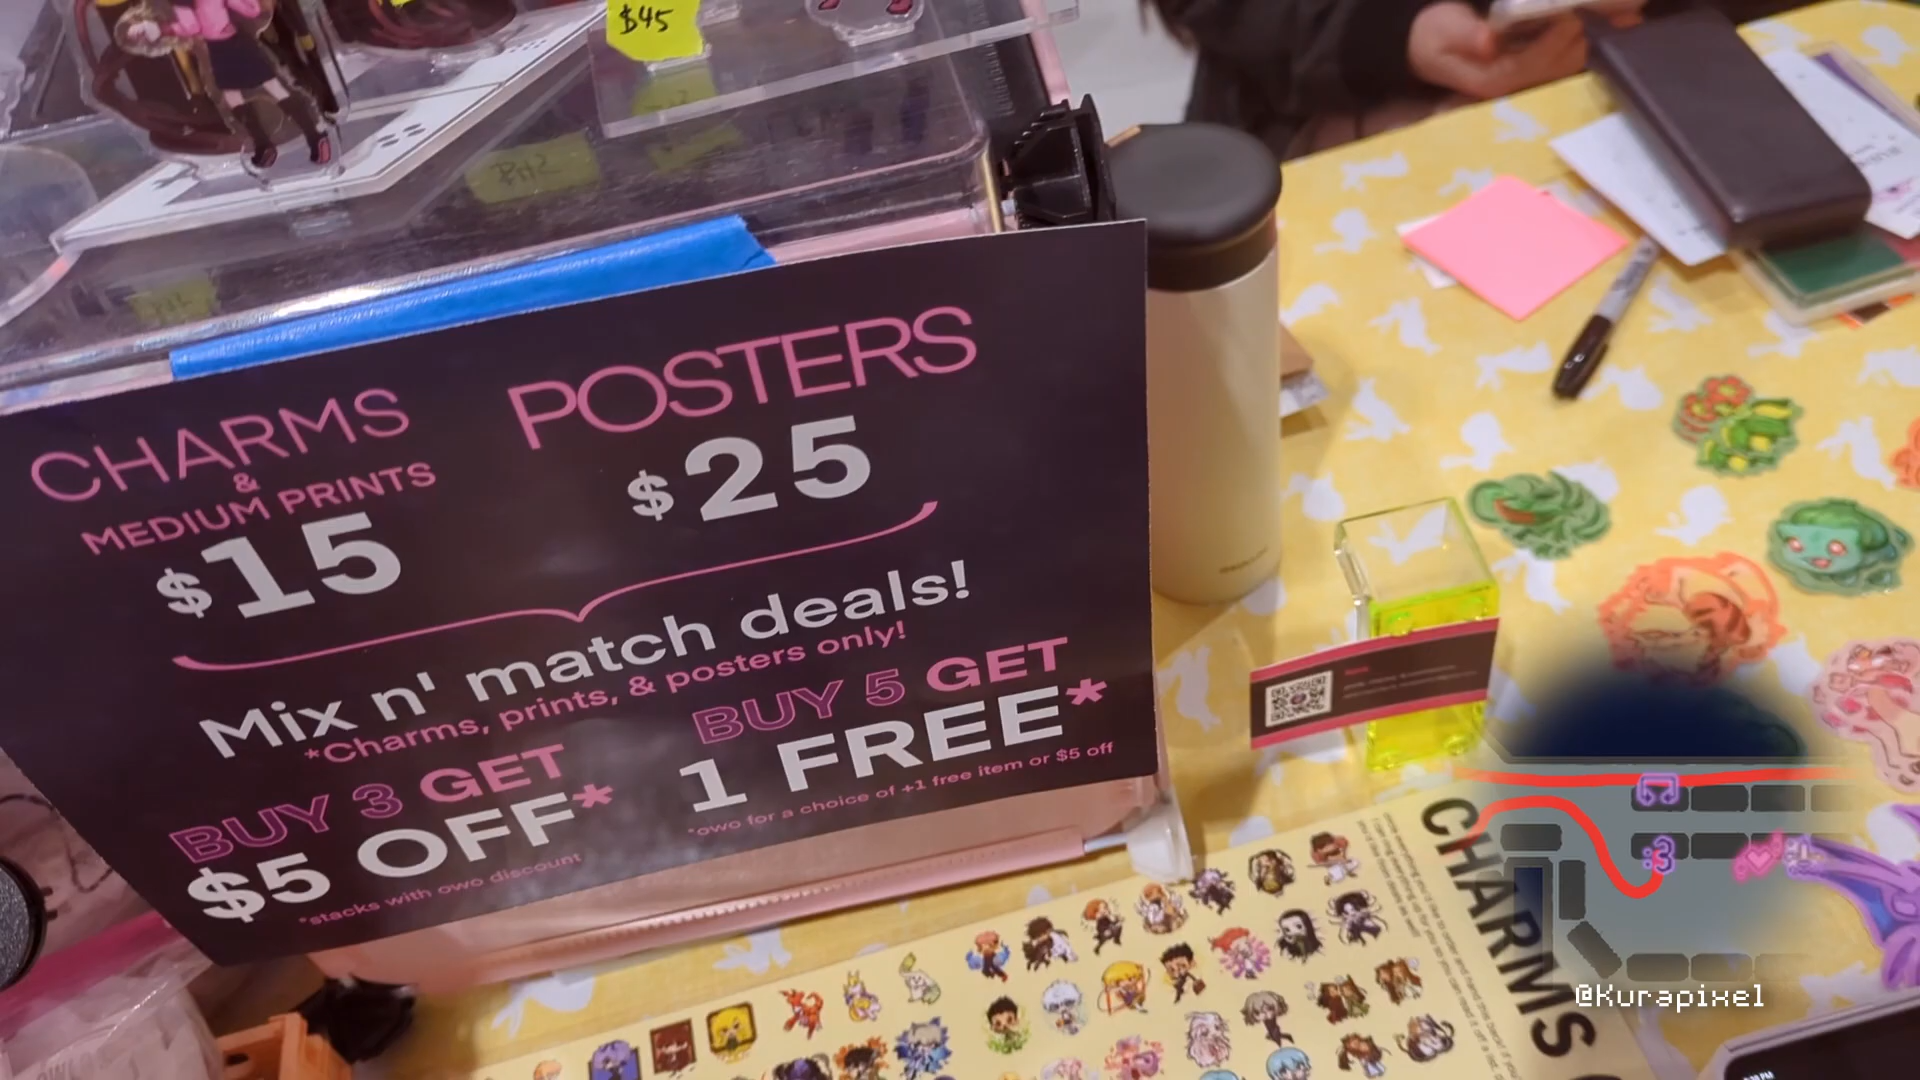 $45
CHARMS
&
MEDIUM PRINTS
$15
POSTERS
$25
Mix n' match deals!
*Charms, prints, & posters only!
BUY 3 GET
$5 OFF*
*stacks with owo discount
BUY 5 GET
1 FREE*
*owo for a choice of +1 free item or $5 off
CHARMS
:3
@Kurapixel